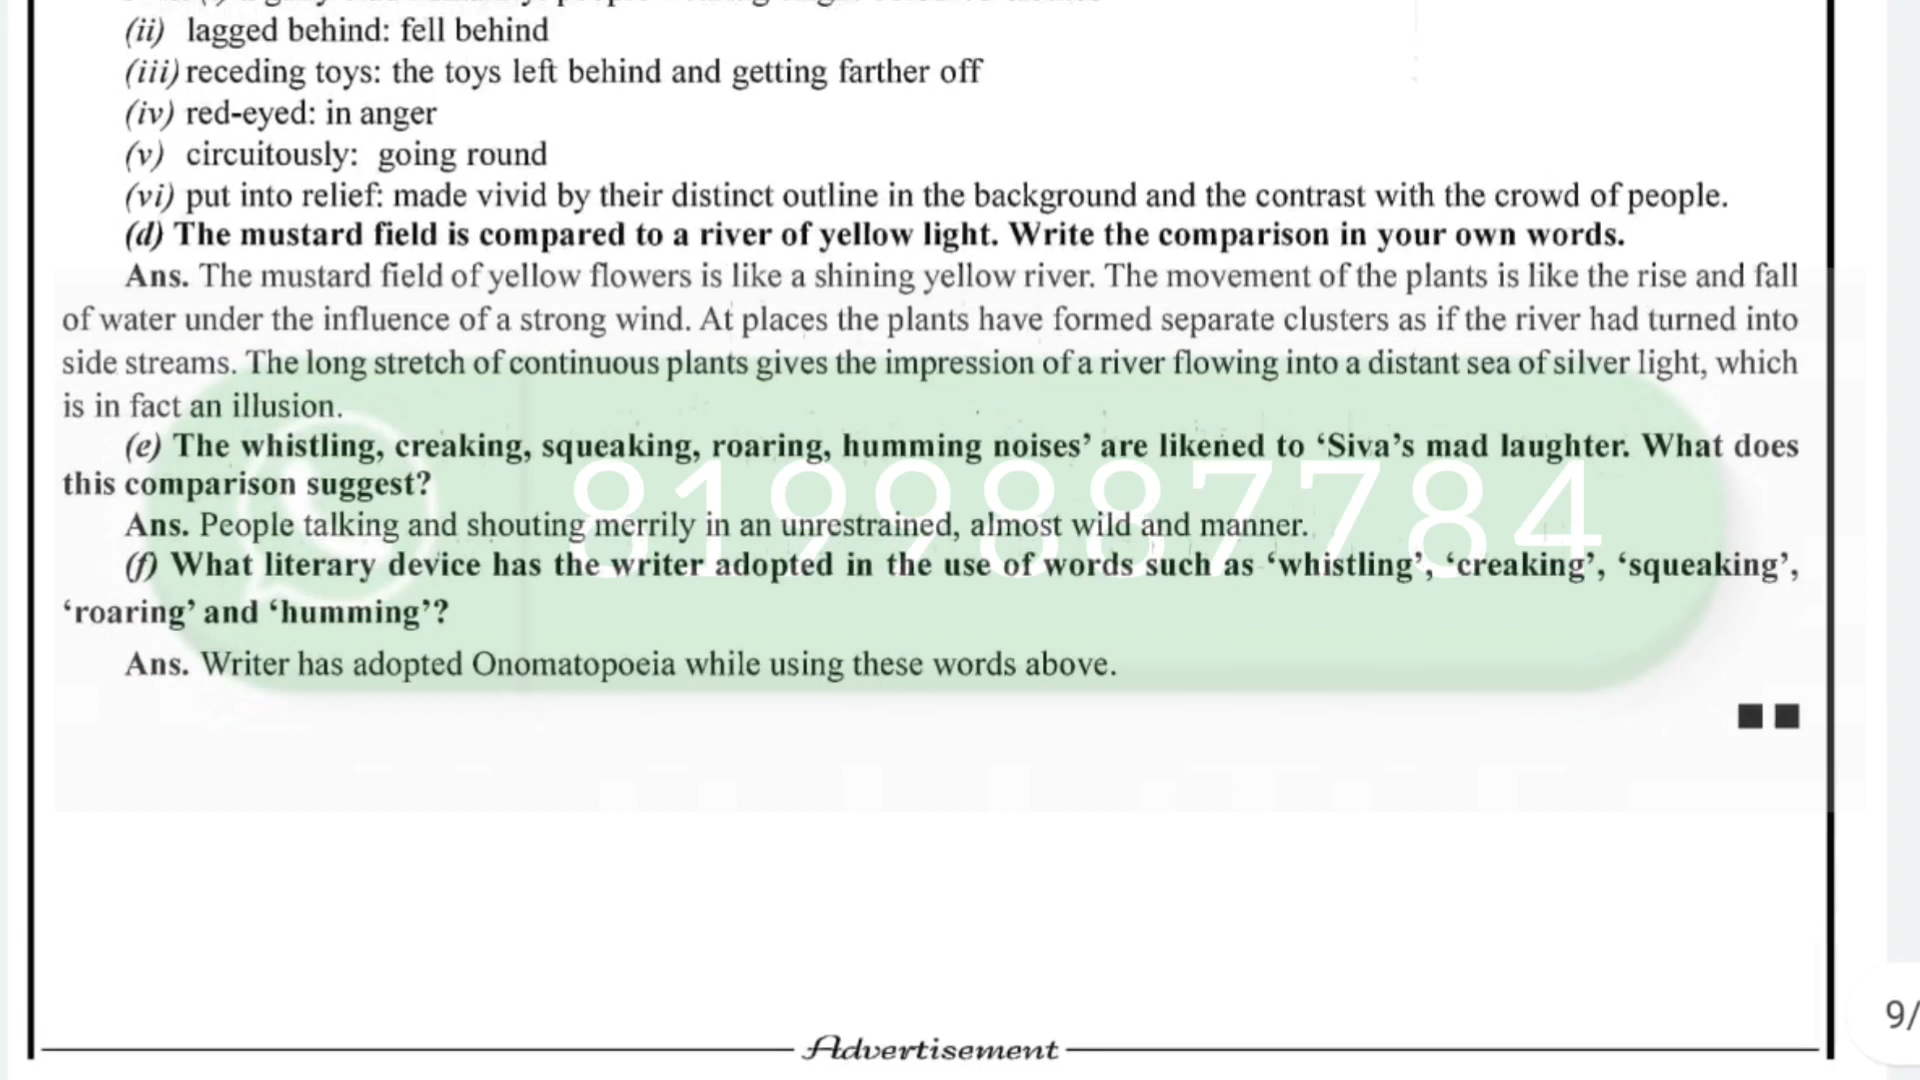 (ii) lagged behind: fell behind
(iii) receding toys: the toys left behind and getting farther off
(iv) red-eyed: in anger
(v) circuitously: going round
(vi) put into relief: made vivid by their distinct outline in the background and the contrast with the crowd of people.
(d) The mustard field is compared to a river of yellow light. Write the comparison in your own words.
Ans. The mustard field of yellow flowers is like a shining yellow river. The movement of the plants is like the rise and fall
of water under the influence of a strong wind. At places the plants have formed separate clusters as if the river had turned into
side streams. The long stretch of continuous plants gives the impression of a river flowing into a distant sea of silver light, which
is in fact an illusion.
(e) The whistling, creaking, squeaking, roaring, humming noises’ are likened to ‘Siva’s mad laughter. What does
this comparison suggest?
8199887784
Ans. People talking and shouting merrily in an unrestrained, almost wild and manner.
(f) What literary device has the writer adopted in the use of words such as ‘whistling’, ‘creaking’, ‘squeaking’,
‘roaring’ and ‘humming’?
Ans. Writer has adopted Onomatopoeia while using these words above.
9/
Advertisement